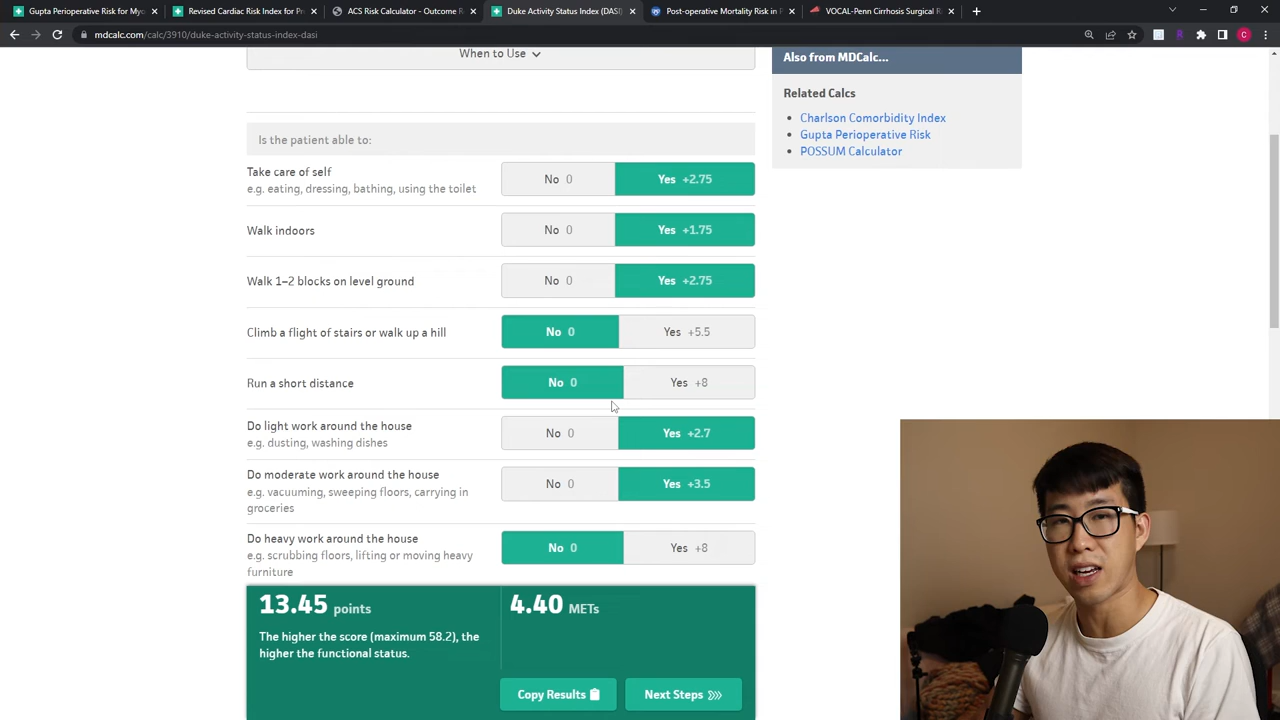 Gupta Perioperative Risk for Myo
Revised Cardiac Risk Index for Pr
ACS Risk Calculator - Outcome R
Duke Activity Status Index (DASI)
Post-operative Mortality Risk in P
VOCAL-Penn Cirrhosis Surgical R
mdcalc.com/calc/3910/duke-activity-status-index-dasi
When to Use
Also from MDCalc...
Related Calcs
Charlson Comorbidity Index
Gupta Perioperative Risk
POSSUM Calculator
Is the patient able to:
Take care of self
e.g. eating, dressing, bathing, using the toilet
No 0
Yes +2.75
Walk indoors
No 0
Yes +1.75
Walk 1–2 blocks on level ground
No 0
Yes +2.75
Climb a flight of stairs or walk up a hill
No 0
Yes +5.5
Run a short distance
No 0
Yes +8
Do light work around the house
e.g. dusting, washing dishes
No 0
Yes +2.7
Do moderate work around the house
e.g. vacuuming, sweeping floors, carrying in
groceries
No 0
Yes +3.5
Do heavy work around the house
e.g. scrubbing floors, lifting or moving heavy
furniture
No 0
Yes +8
13.45 points
The higher the score (maximum 58.2), the
higher the functional status.
4.40 METs
Copy Results
Next Steps